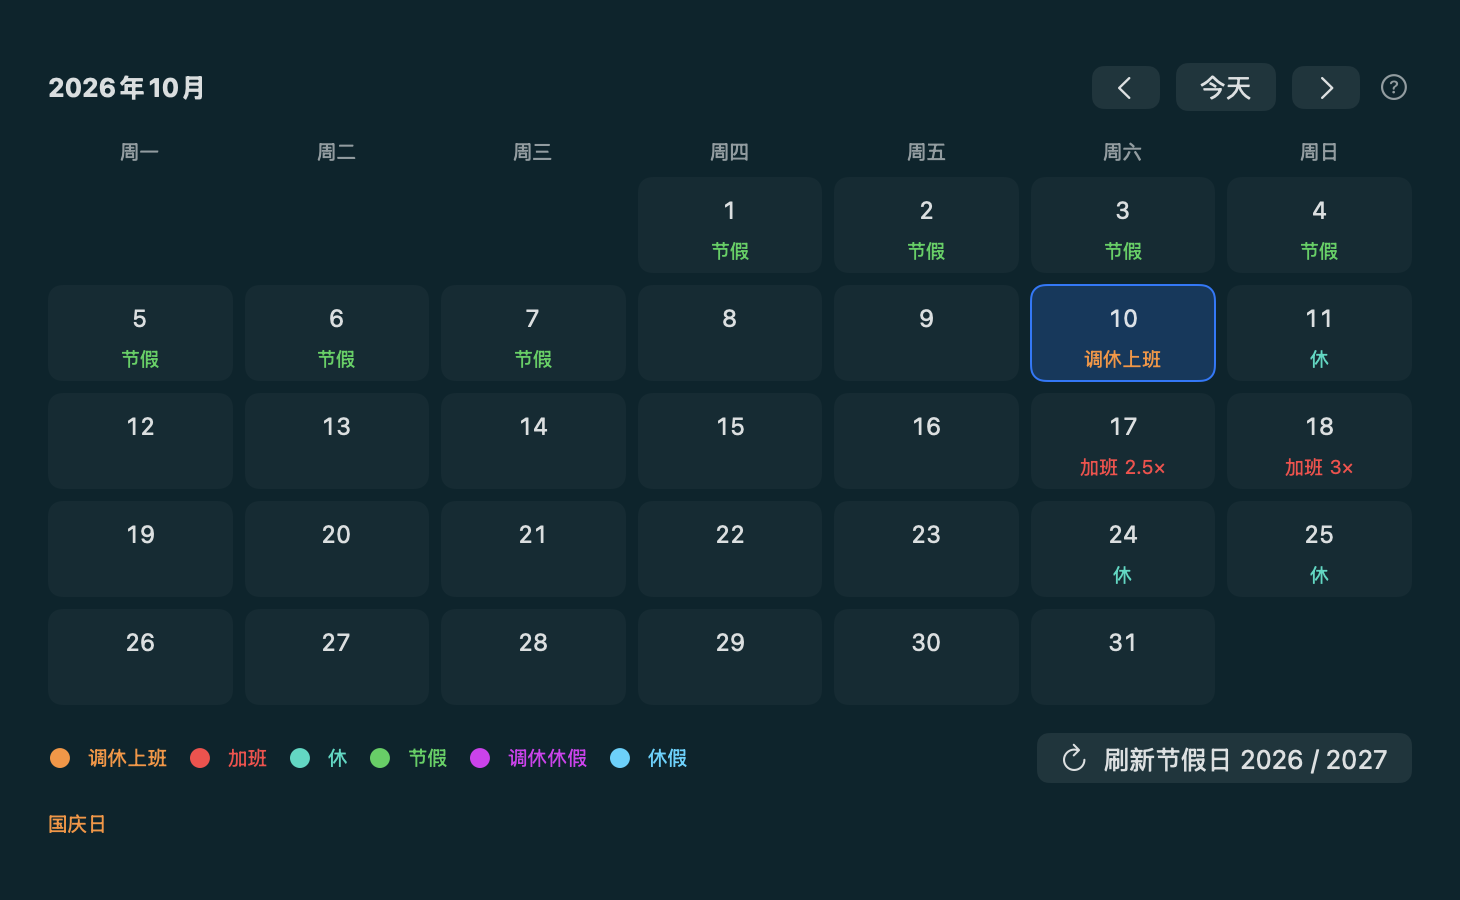 2026年10月
今天
?
周一 周二 周三 周四 周五 周六 周日
1 2 3 4
节假 节假 节假 节假
5 6 7 8 9 10 11
节假 节假 节假 调休上班 休
12 13 14 15 16 17 18
加班 2.5× 加班 3×
19 20 21 22 23 24 25
休 休
26 27 28 29 30 31
调休上班 加班 休 节假 调休休假 休假
刷新节假日 2026 / 2027
国庆日